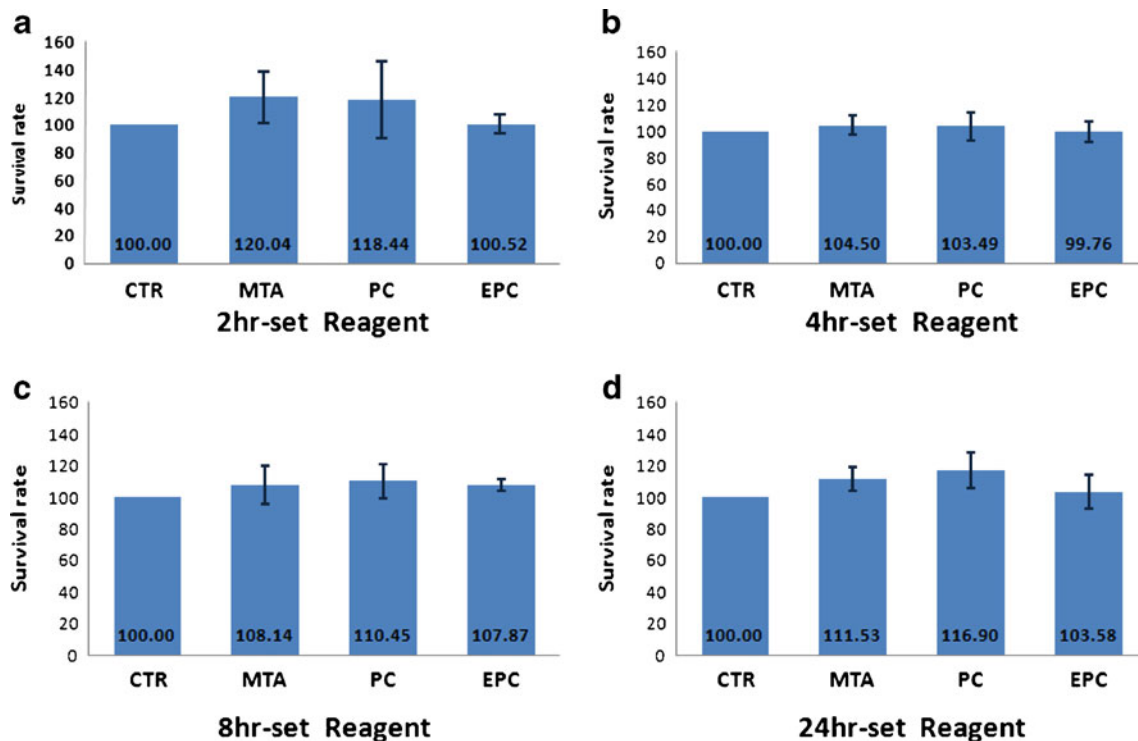 a
160
140
120
100
80
60
40
20
0
Survival rate
100.00 120.04 118.44 100.52
CTR MTA PC EPC
2hr-set Reagent
b
160
140
120
100
80
60
40
20
0
Survival rate
100.00 104.50 103.49 99.76
CTR MTA PC EPC
4hr-set Reagent
c
160
140
120
100
80
60
40
20
0
Survival rate
100.00 108.14 110.45 107.87
CTR MTA PC EPC
8hr-set Reagent
d
160
140
120
100
80
60
40
20
0
Survival rate
100.00 111.53 116.90 103.58
CTR MTA PC EPC
24hr-set Reagent